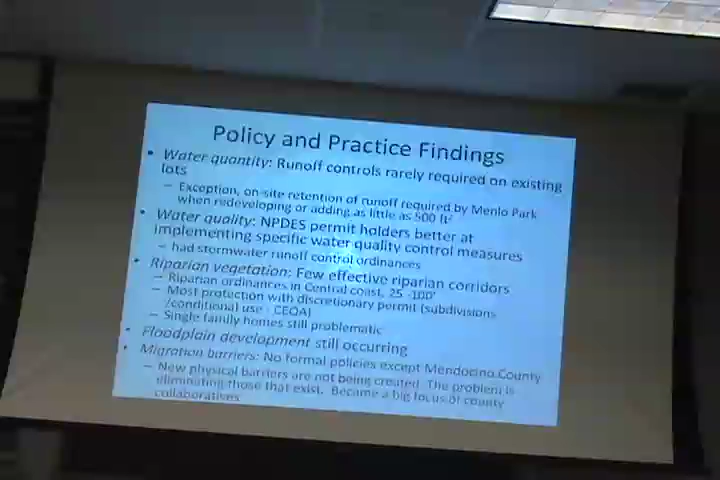 Policy and Practice Findings
• Water quantity: Runoff controls rarely required on existing
lots
– Exception, on-site retention of runoff required by Menlo Park
when redeveloping or adding as little as 500 ft²
• Water quality: NPDES permit holders better at
implementing specific water quality control measures
– had stormwater runoff control ordinances
• Riparian vegetation: Few effective riparian corridors
– Riparian ordinances in Central coast, 25 -100'
– Most protection with discretionary permit (subdivisions
/conditional use - CEQA)
– Single family homes still problematic
• Floodplain development still occurring
• Migration barriers: No formal policies except Mendocino County
– New physical barriers are not being created. The problem is
eliminating those that exist. Became a big focus of county
collaboratives